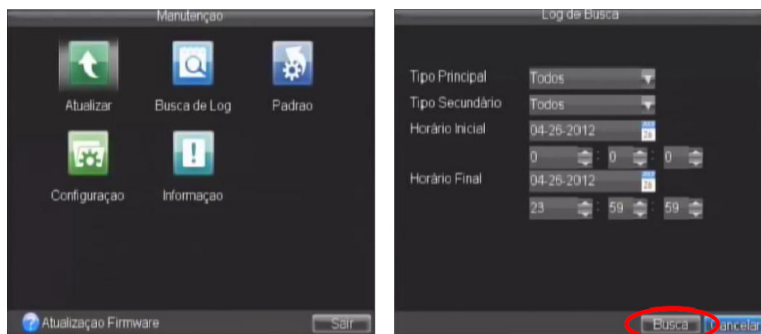 Manutençao
Atualizar
Busca de Log
Padrao
Configuraçao
Informaçao
Atualizaçao Firmware
Sair
Log de Busca
Tipo Principal
Todos
Tipo Secundário
Todos
Horário Inicial
04-26-2012
0 : 0 : 0
Horário Final
04-26-2012
23 : 59 : 59
Busca
Cancelar